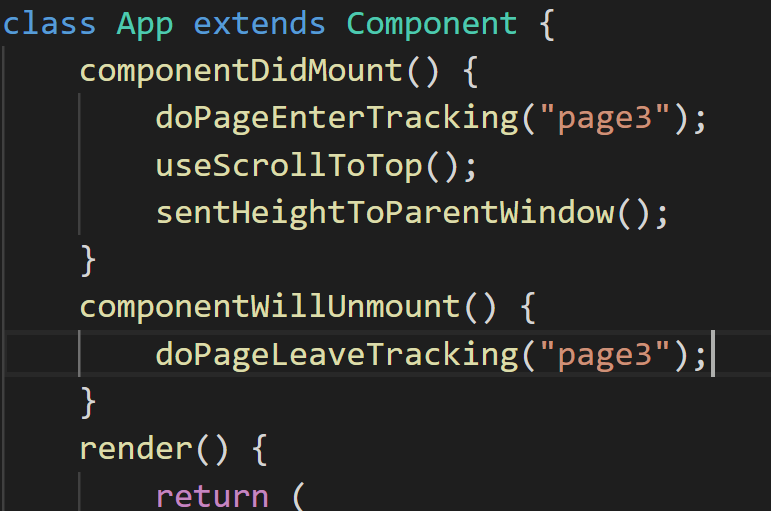 class App extends Component {
    componentDidMount() {
        doPageEnterTracking("page3");
        useScrollToTop();
        sentHeightToParentWindow();
    }
    componentWillUnmount() {
        doPageLeaveTracking("page3");
    }
    render() {
        return (